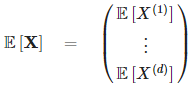 𝔼 [𝐗] = ( 𝔼 [X^{(1)}]
⋮
𝔼 [X^{(d)}] )